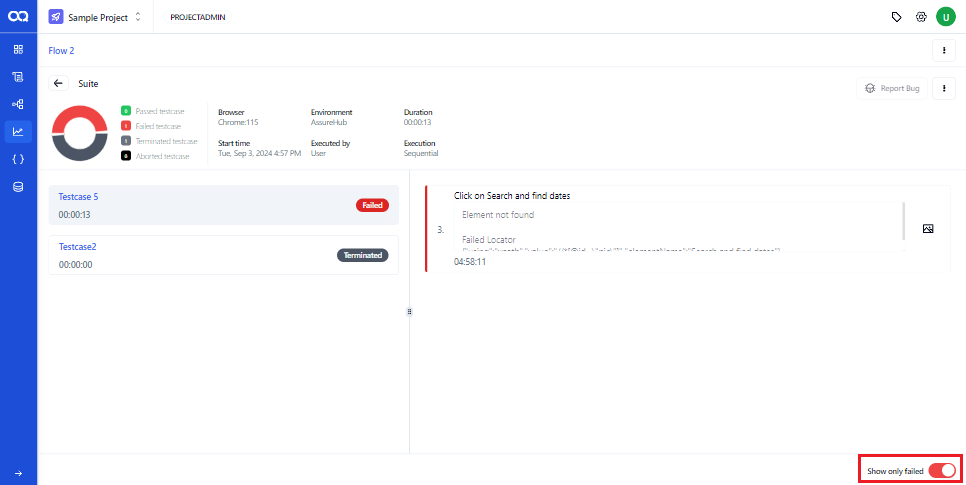 Sample Project
PROJECTADMIN
U
Flow 2
Suite
Report Bug
0 Passed testcase
1 Failed testcase
1 Terminated testcase
0 Aborted testcase
Browser
Chrome:115
Environment
AssureHub
Duration
00:00:13
Start time
Tue, Sep 3, 2024 4:57 PM
Executed by
User
Execution
Sequential
Testcase 5
Failed
00:00:13
Testcase2
Terminated
00:00:00
Click on Search and find dates
Element not found
3.
Failed Locator
04:58:11
Show only failed